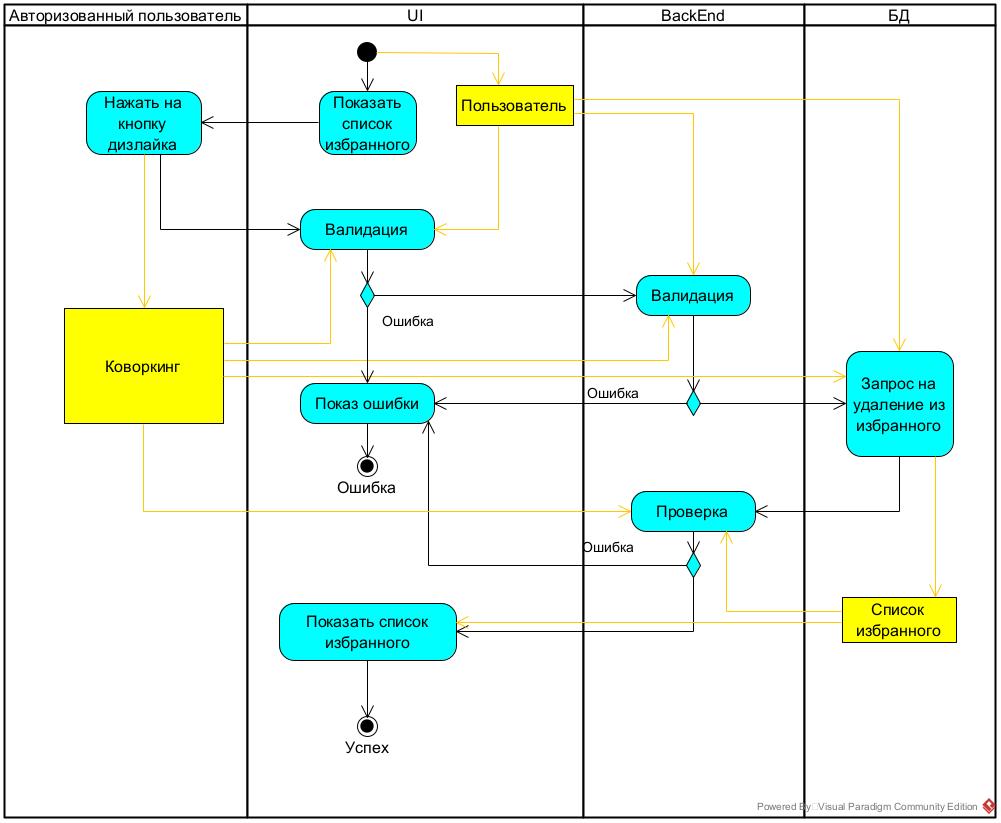 Авторизованный пользователь
UI
BackEnd
БД
Нажать на
кнопку
дизлайка
Показать
список
избранного
Пользователь
Валидация
Валидация
Ошибка
Коворкинг
Показ ошибки
Ошибка
Запрос на
удаление из
избранного
Ошибка
Проверка
Ошибка
Показать список
избранного
Список
избранного
Успех
Powered By Visual Paradigm Community Edition